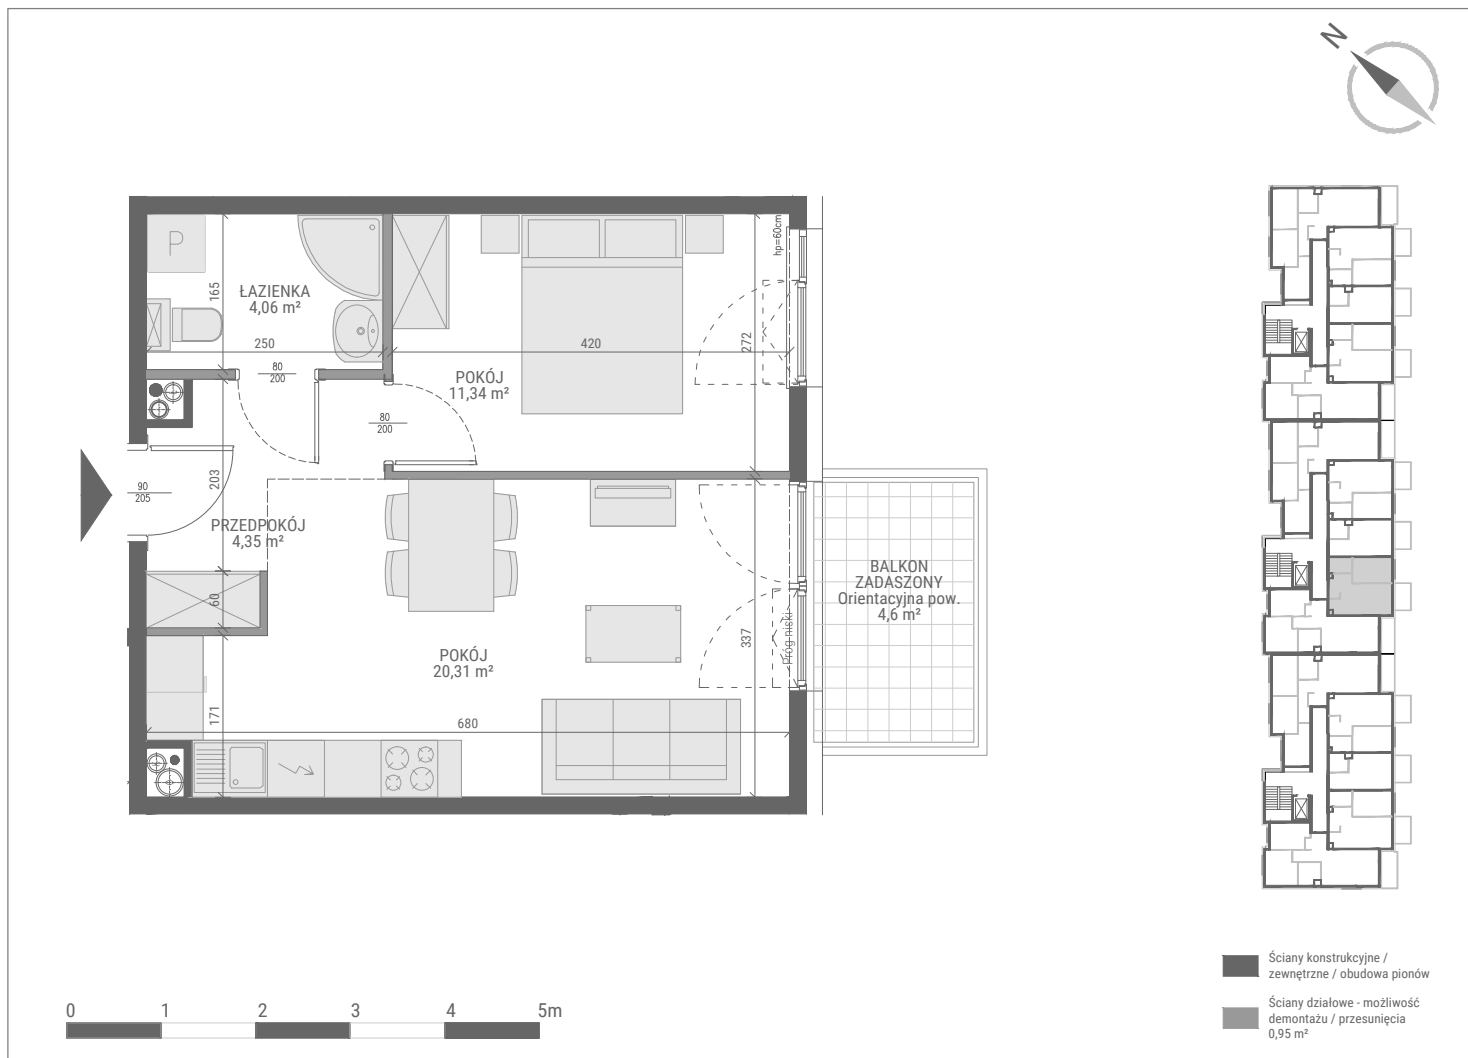 N
P
ŁAZIENKA
4,06 m²
165
250
80
200
420
272
hp=60cm
POKÓJ
11,34 m²
80
200
90
205
203
PRZEDPOKÓJ
4,35 m²
60
BALKON
ZADASZONY
Orientacyjna pow.
4,6 m²
POKÓJ
20,31 m²
337
Próg niski
171
680
0 1 2 3 4 5m
Ściany konstrukcyjne /
zewnętrzne / obudowa pionów
Ściany działowe - możliwość
demontażu / przesunięcia
0,95 m²